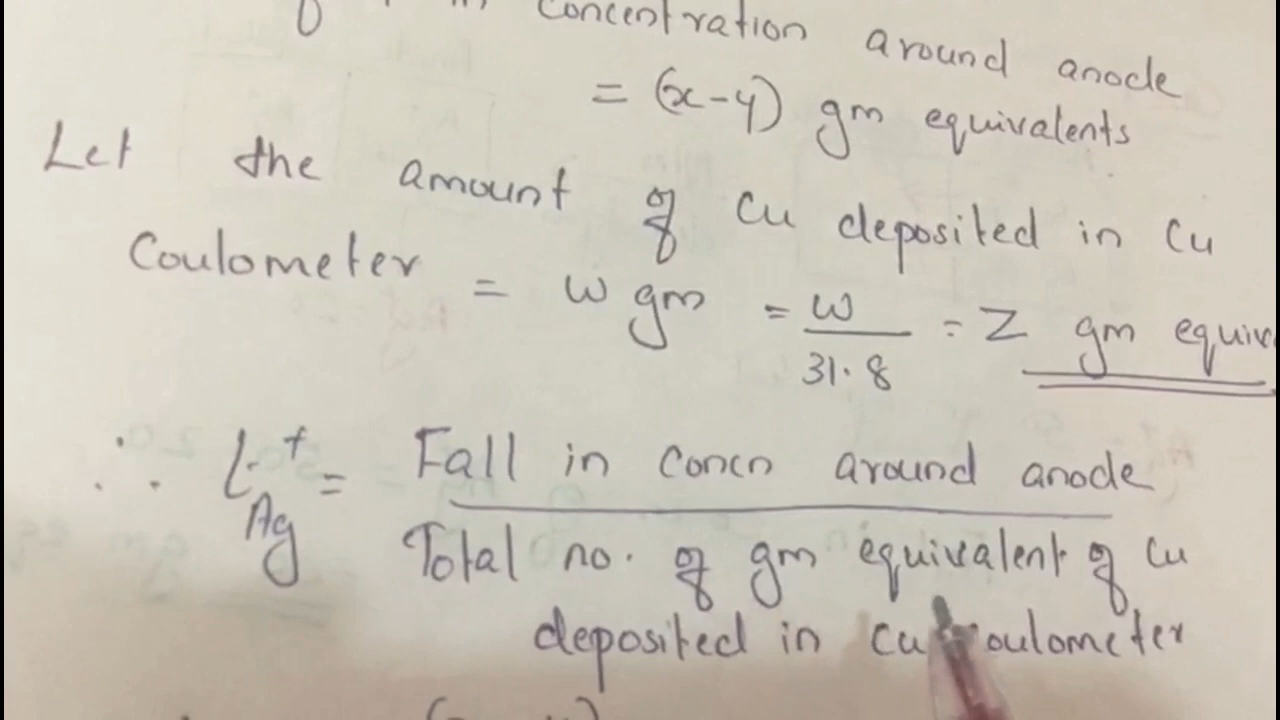 in concentration around anode
= (x-y) gm equivalents
Let the amount of Cu deposited in Cu
Coulometer = w gm = w/31.8 = Z gm equiv
∴ t⁺Ag = Fall in concn around anode
Total no. of gm equivalent of Cu
deposited in Cu coulometer